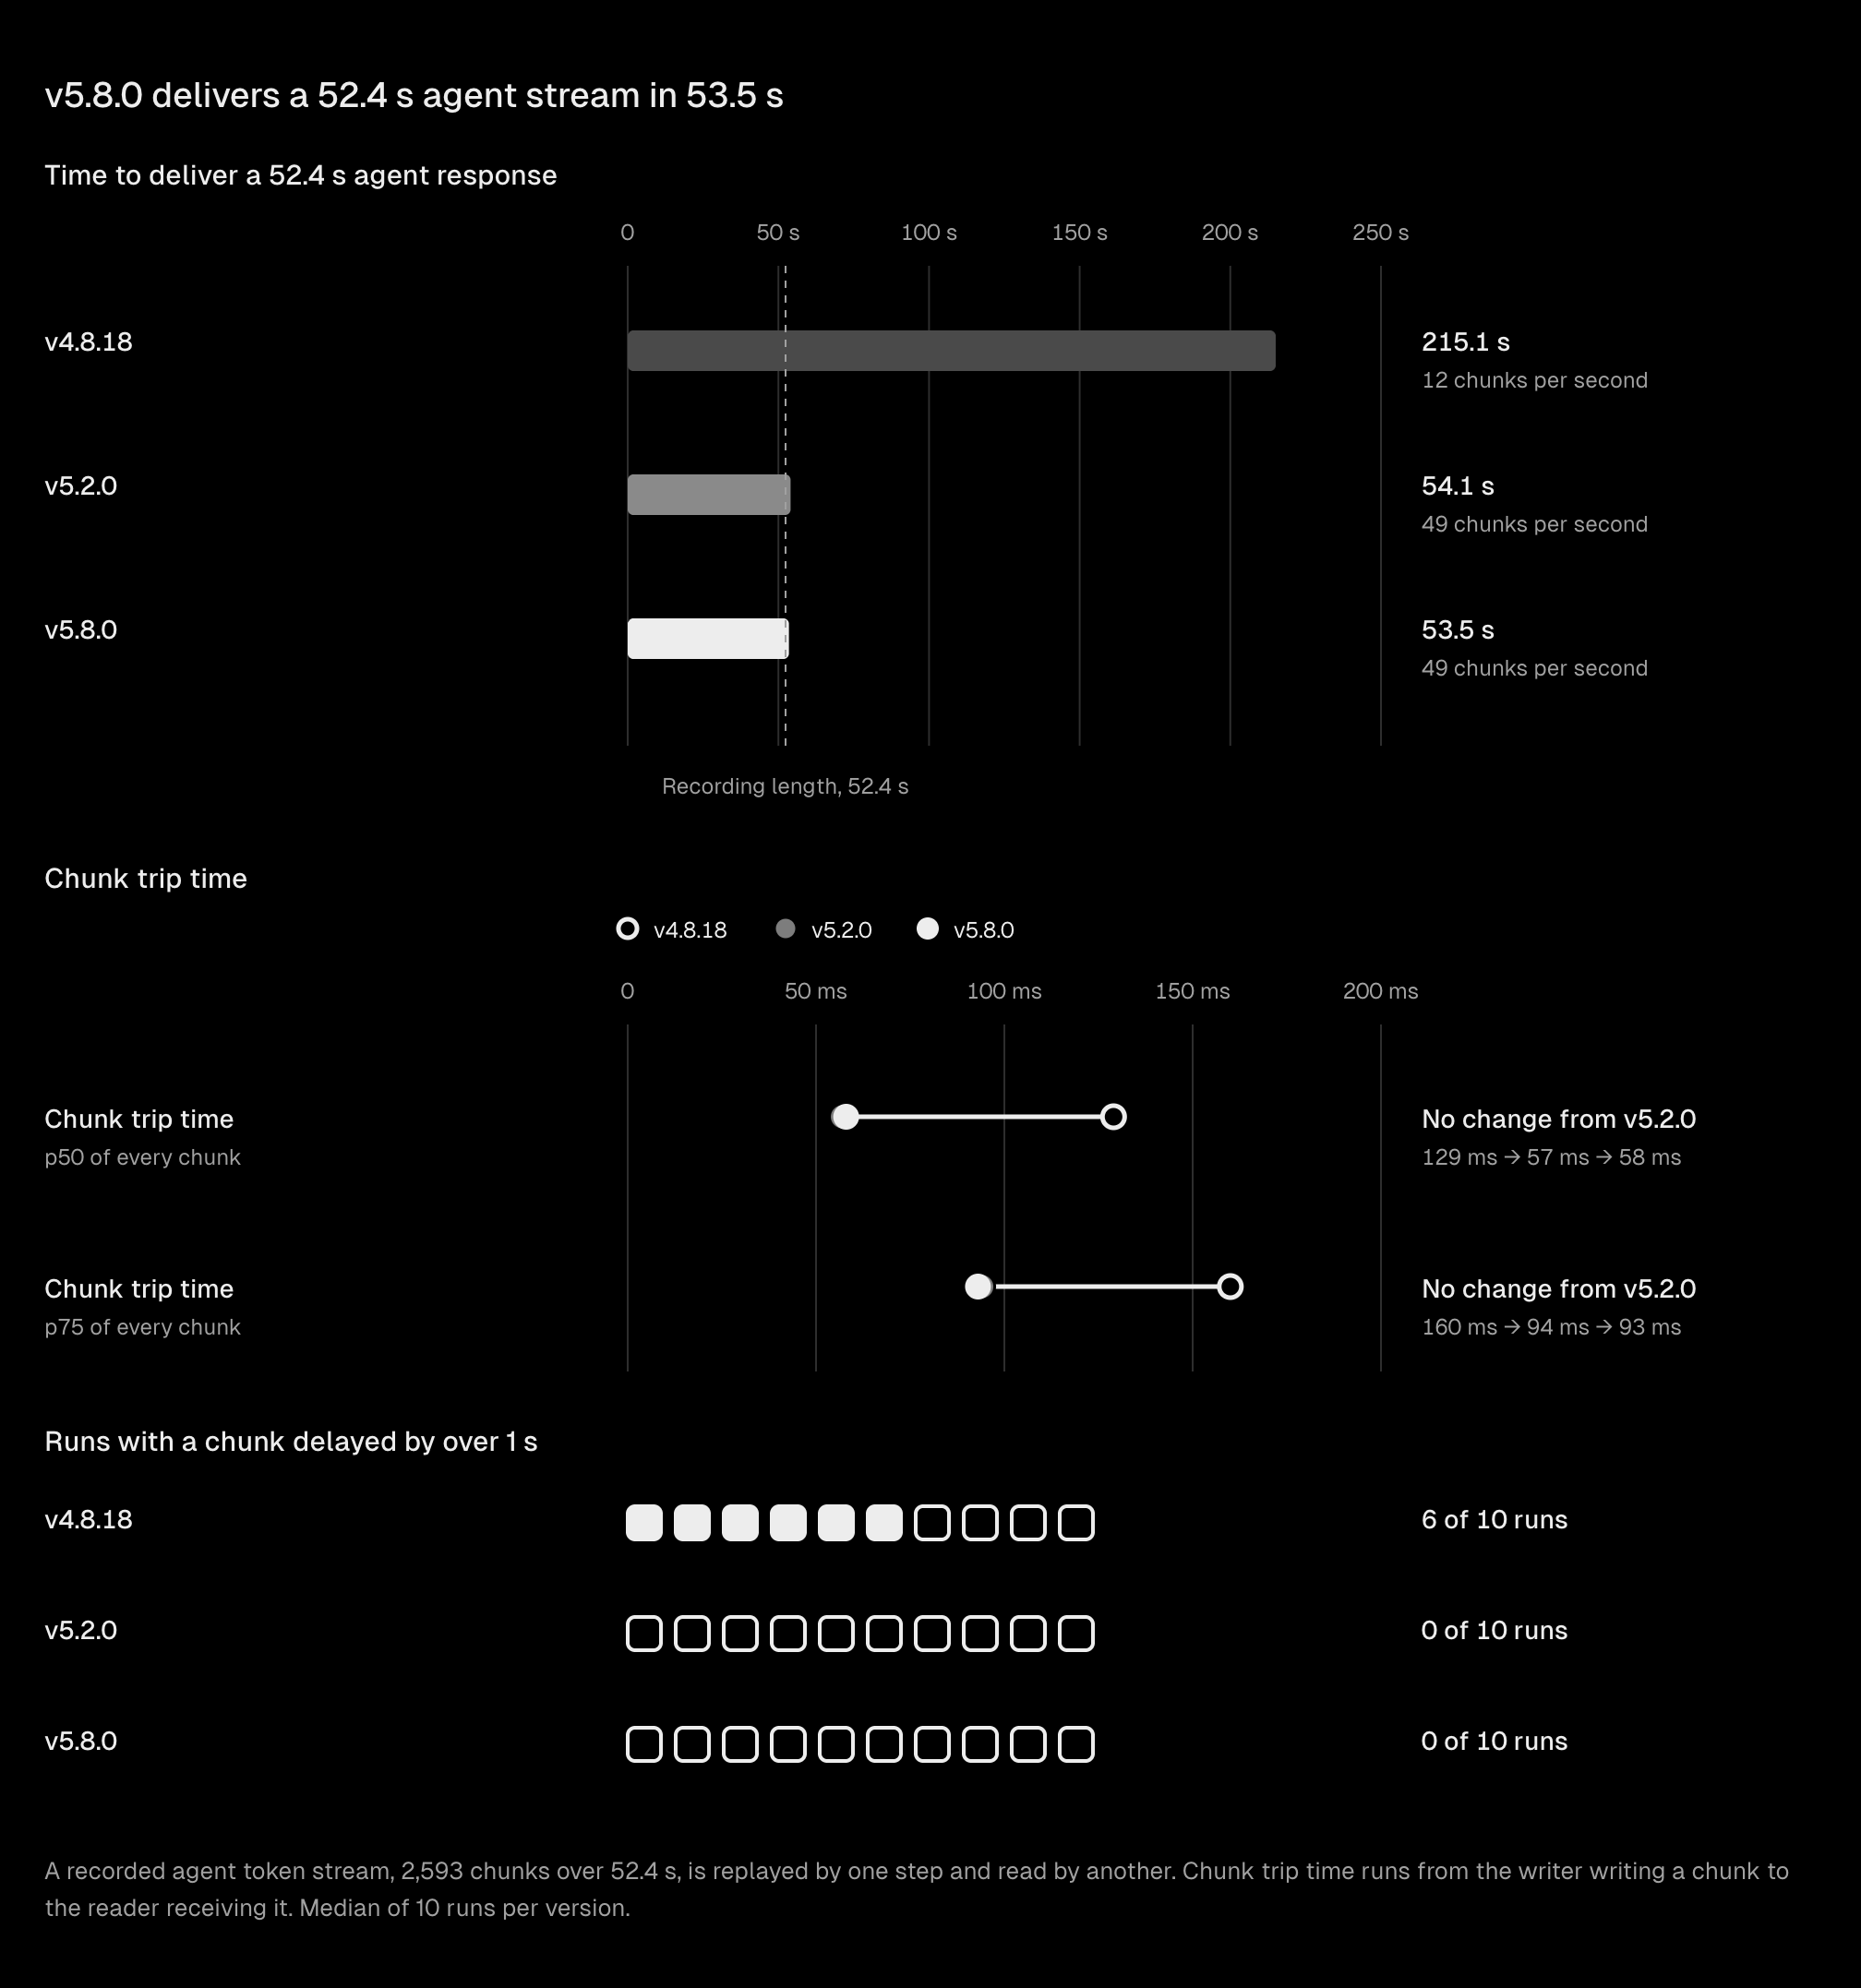 v5.8.0 delivers a 52.4 s agent stream in 53.5 s
Time to deliver a 52.4 s agent response
0 50 s 100 s 150 s 200 s 250 s
v4.8.18 215.1 s
12 chunks per second
v5.2.0 54.1 s
49 chunks per second
v5.8.0 53.5 s
49 chunks per second
Recording length, 52.4 s
Chunk trip time
v4.8.18 v5.2.0 v5.8.0
0 50 ms 100 ms 150 ms 200 ms
Chunk trip time No change from v5.2.0
p50 of every chunk 129 ms → 57 ms → 58 ms
Chunk trip time No change from v5.2.0
p75 of every chunk 160 ms → 94 ms → 93 ms
Runs with a chunk delayed by over 1 s
v4.8.18 6 of 10 runs
v5.2.0 0 of 10 runs
v5.8.0 0 of 10 runs
A recorded agent token stream, 2,593 chunks over 52.4 s, is replayed by one step and read by another. Chunk trip time runs from the writer writing a chunk to
the reader receiving it. Median of 10 runs per version.